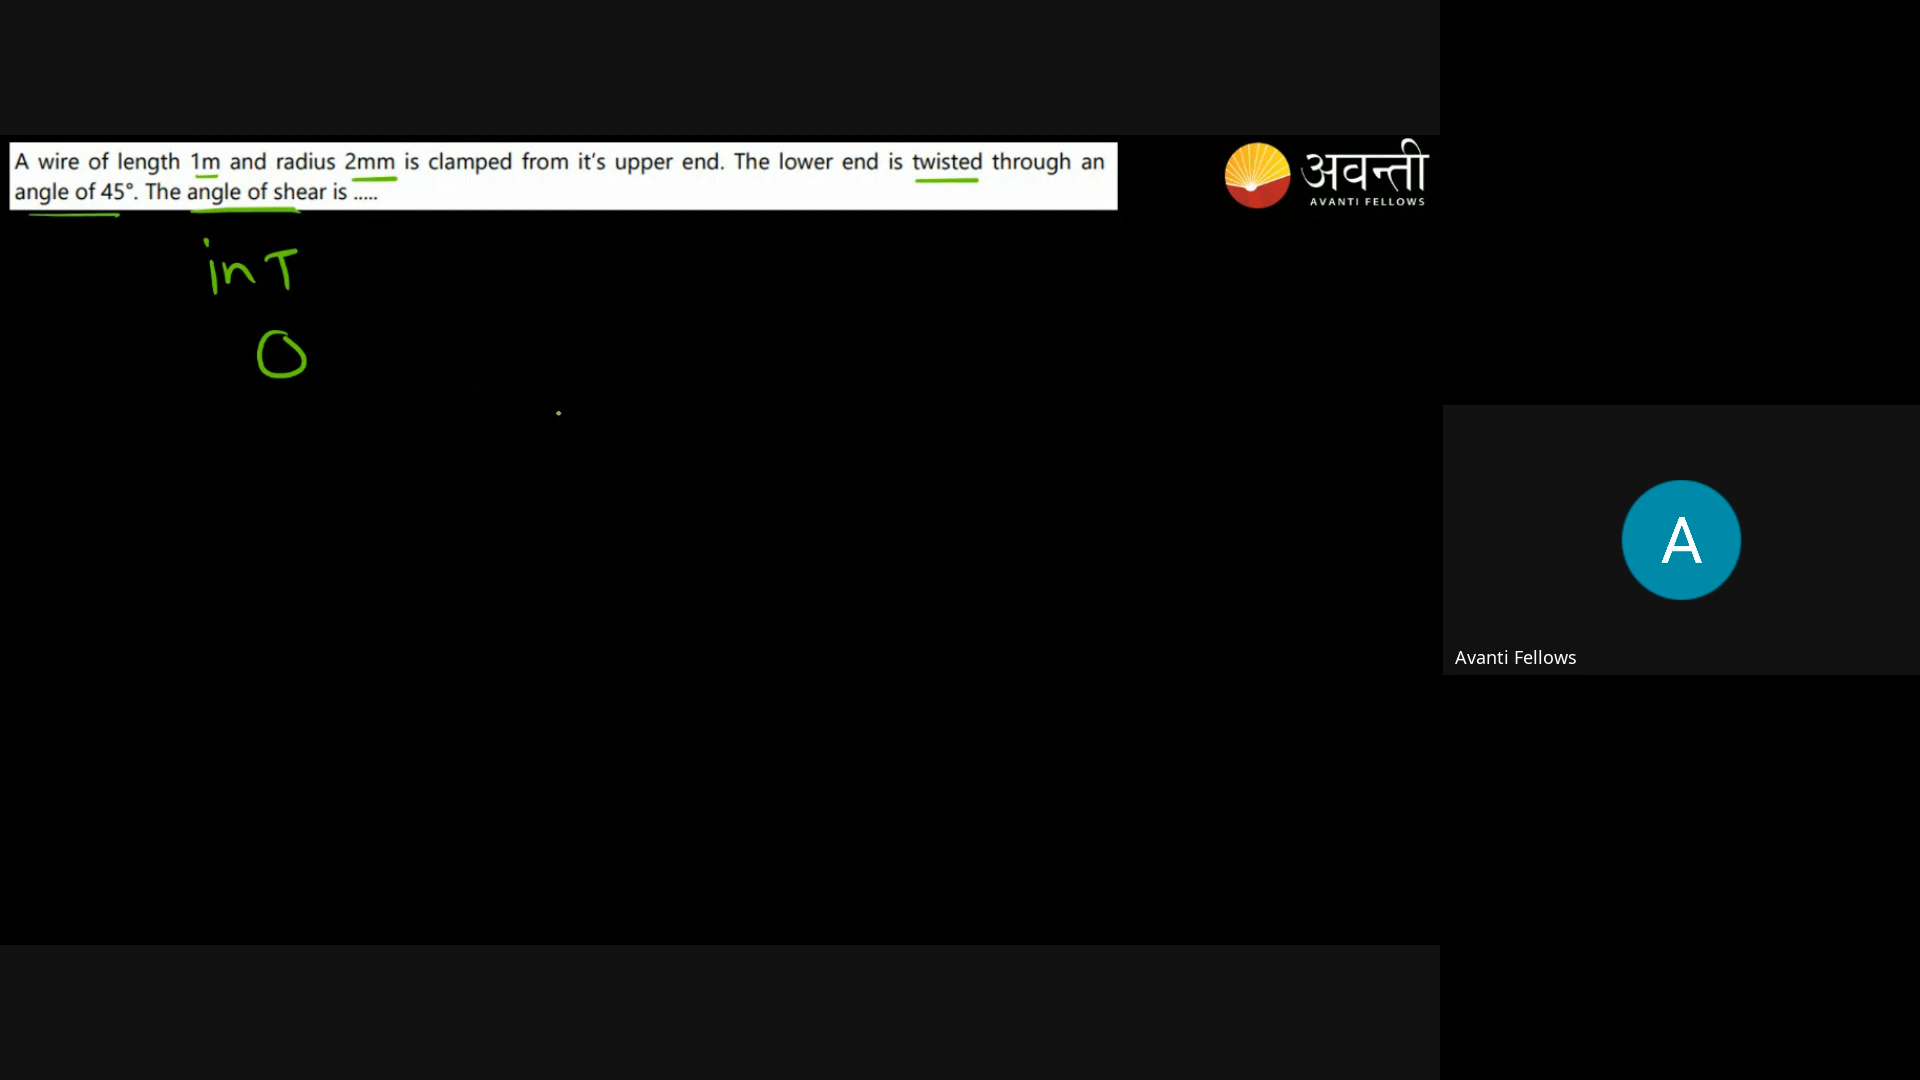 A wire of length 1m and radius 2mm is clamped from it's upper end. The lower end is twisted through an
angle of 45°. The angle of shear is .....
अवन्ती
AVANTI FELLOWS
in T
O
A
Avanti Fellows